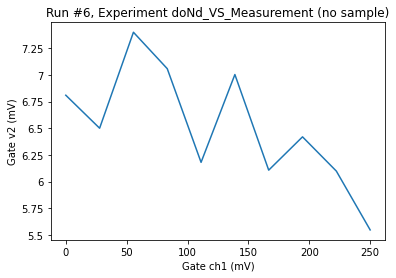 Run #6, Experiment doNd_VS_Measurement (no sample)
7.25
7
6.75
6.5
6.25
6
5.75
5.5
Gate v2 (mV)
0 50 100 150 200 250
Gate ch1 (mV)